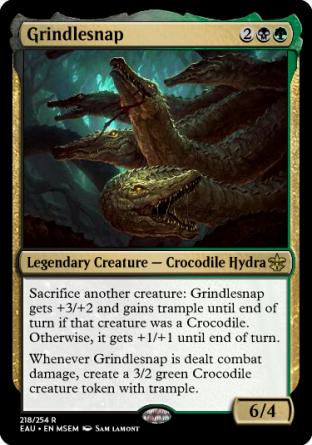 Grindlesnap 2
Legendary Creature — Crocodile Hydra
Sacrifice another creature: Grindlesnap
gets +3/+2 and gains trample until end of
turn if that creature was a Crocodile.
Otherwise, it gets +1/+1 until end of turn.
Whenever Grindlesnap is dealt combat
damage, create a 3/2 green Crocodile
creature token with trample.
6/4
218/254 R
EAU • EN MSEM Sam Lamont